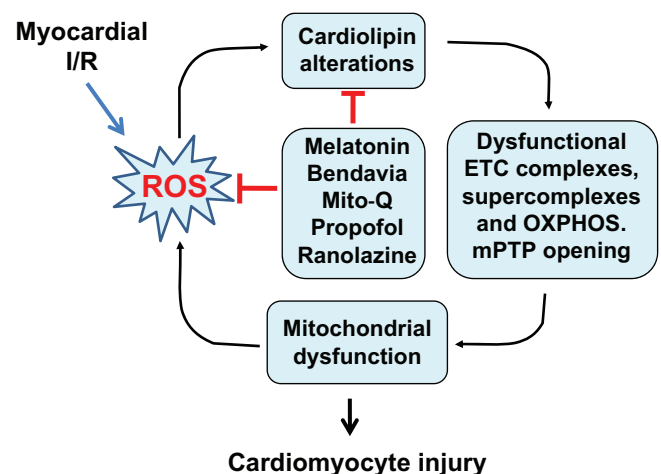 Myocardial
I/R
Cardiolipin
alterations
ROS
Melatonin
Bendavia
Mito-Q
Propofol
Ranolazine
Dysfunctional
ETC complexes,
supercomplexes
and OXPHOS.
mPTP opening
Mitochondrial
dysfunction
Cardiomyocyte injury